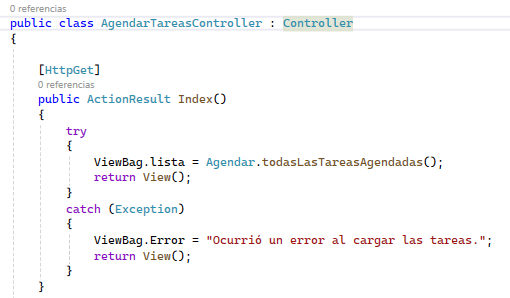 0 referencias
public class AgendarTareasController : Controller
{
[HttpGet]
0 referencias
public ActionResult Index()
{
try
{
ViewBag.lista = Agendar.todasLasTareasAgendadas();
return View();
}
catch (Exception)
{
ViewBag.Error = "Ocurrió un error al cargar las tareas.";
return View();
}
}